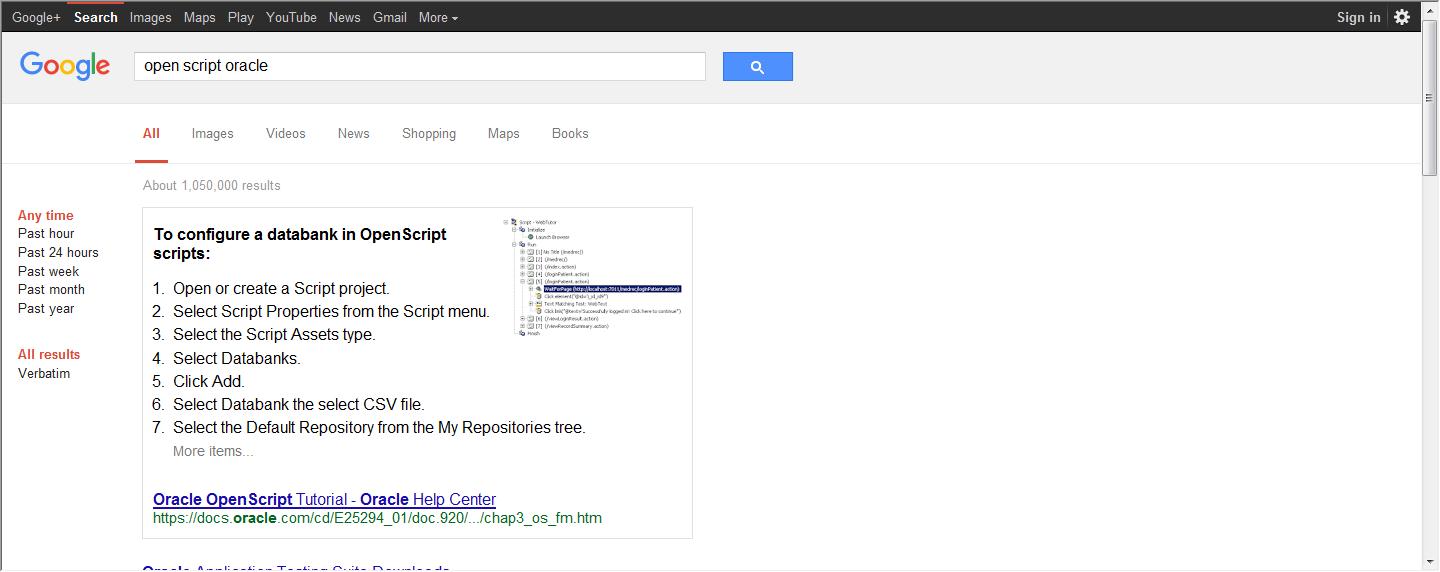 Google+ Search Images Maps Play YouTube News Gmail More Sign in
Google open script oracle
All Images Videos News Shopping Maps Books
About 1,050,000 results
Any time
Past hour
Past 24 hours
Past week
Past month
Past year
All results
Verbatim
To configure a databank in OpenScript
scripts:
1. Open or create a Script project.
2. Select Script Properties from the Script menu.
3. Select the Script Assets type.
4. Select Databanks.
5. Click Add.
6. Select Databank the select CSV file.
7. Select the Default Repository from the My Repositories tree.
More items...
Script - WebTutor
Initialize
Launch Browser
Run
[1] No Title (/medrec/)
[2] (/medrec/)
[3] (/index.action)
[4] (/loginPatient.action)
[5] (/loginPatient.action)
WaitForPage (http://localhost:7011/medrec/loginPatient.action)
Click element
Text Matching Test: WebText
Click link("@text='Successfully logged in! Click here to continue'")
[6] (/viewLoginResult.action)
[7] (/viewRecordSummary.action)
Finish
Oracle OpenScript Tutorial - Oracle Help Center
https://docs.oracle.com/cd/E25294_01/doc.920/.../chap3_os_fm.htm
Oracle Application Testing Suite Downloads